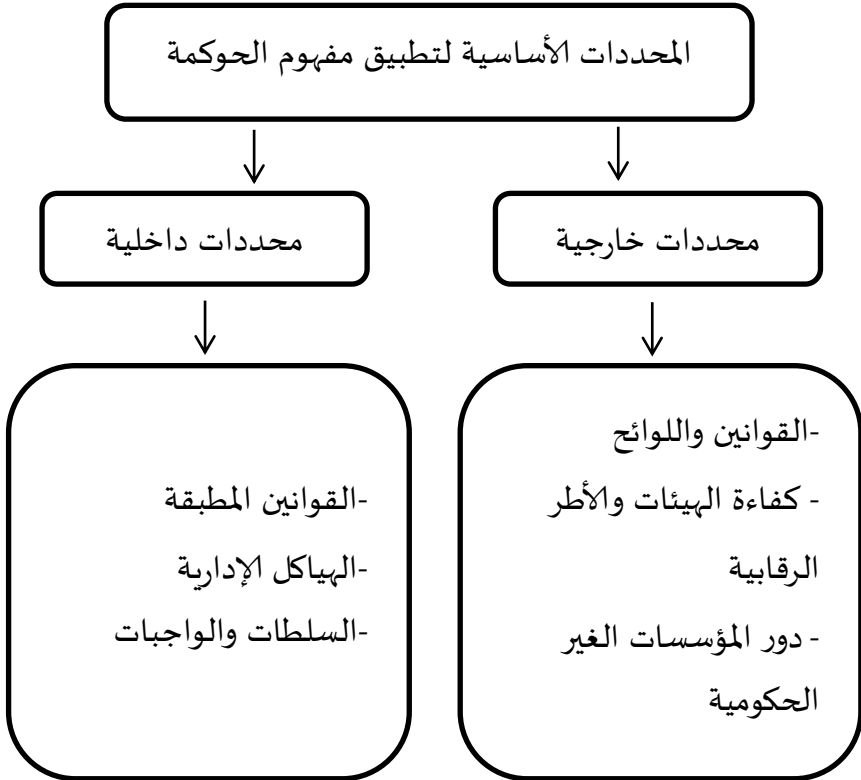 المحددات الأساسية لتطبيق مفهوم الحوكمة
محددات خارجية
محددات داخلية
-القوانين واللوائح
- كفاءة الهيئات والأطر
الرقابية
- دور المؤسسات الغير
الحكومية
-القوانين المطبقة
-الهياكل الإدارية
-السلطات والواجبات